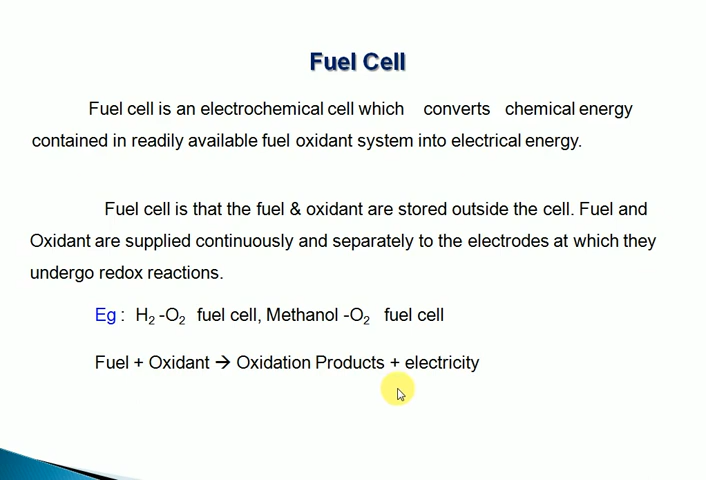 Fuel Cell
Fuel cell is an electrochemical cell which converts chemical energy
contained in readily available fuel oxidant system into electrical energy.
Fuel cell is that the fuel & oxidant are stored outside the cell. Fuel and
Oxidant are supplied continuously and separately to the electrodes at which they
undergo redox reactions.
Eg : H₂ -O₂ fuel cell, Methanol -O₂ fuel cell
Fuel + Oxidant → Oxidation Products + electricity